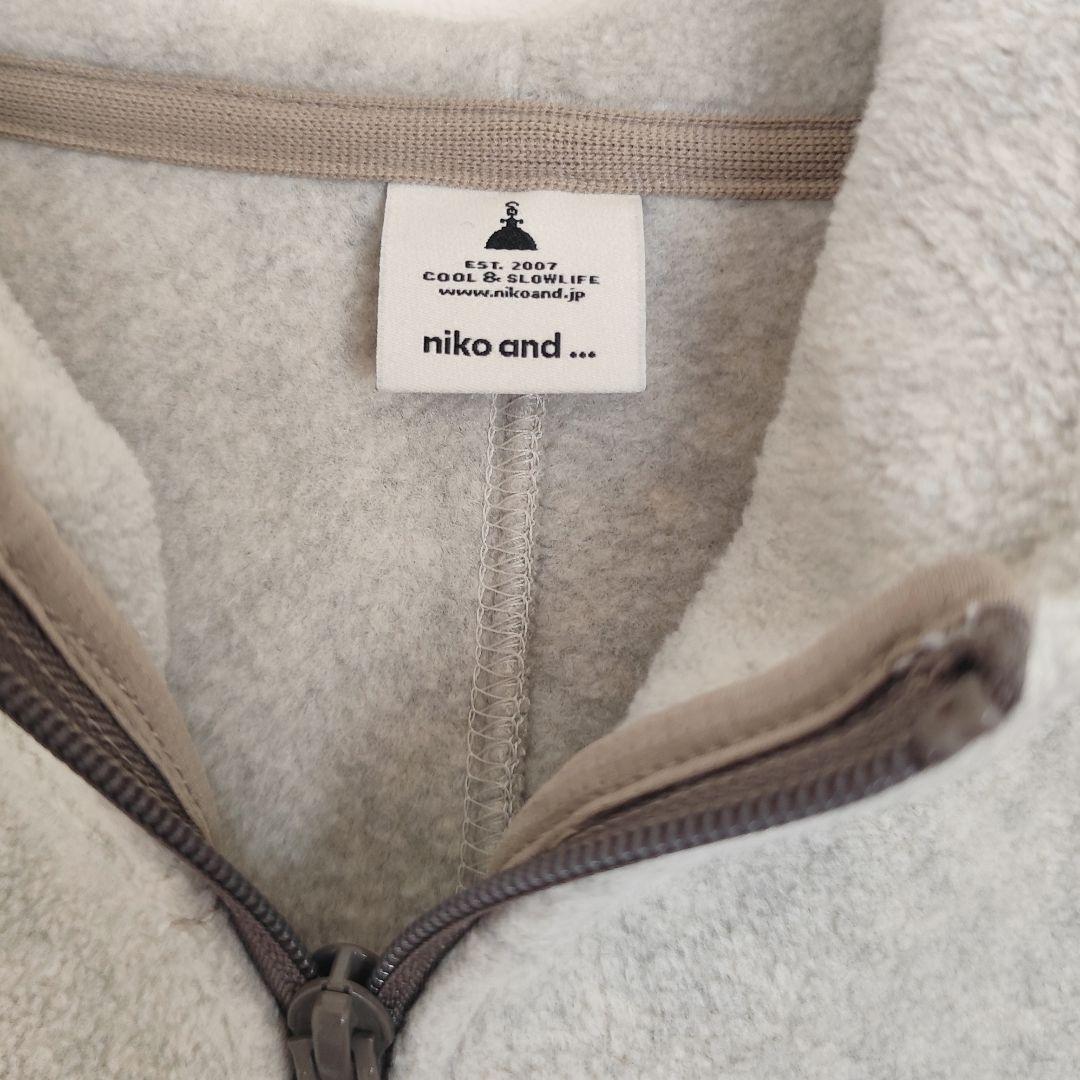 EST. 2007
COOL & SLOWLIFE
www.nikoand.jp
niko and ...